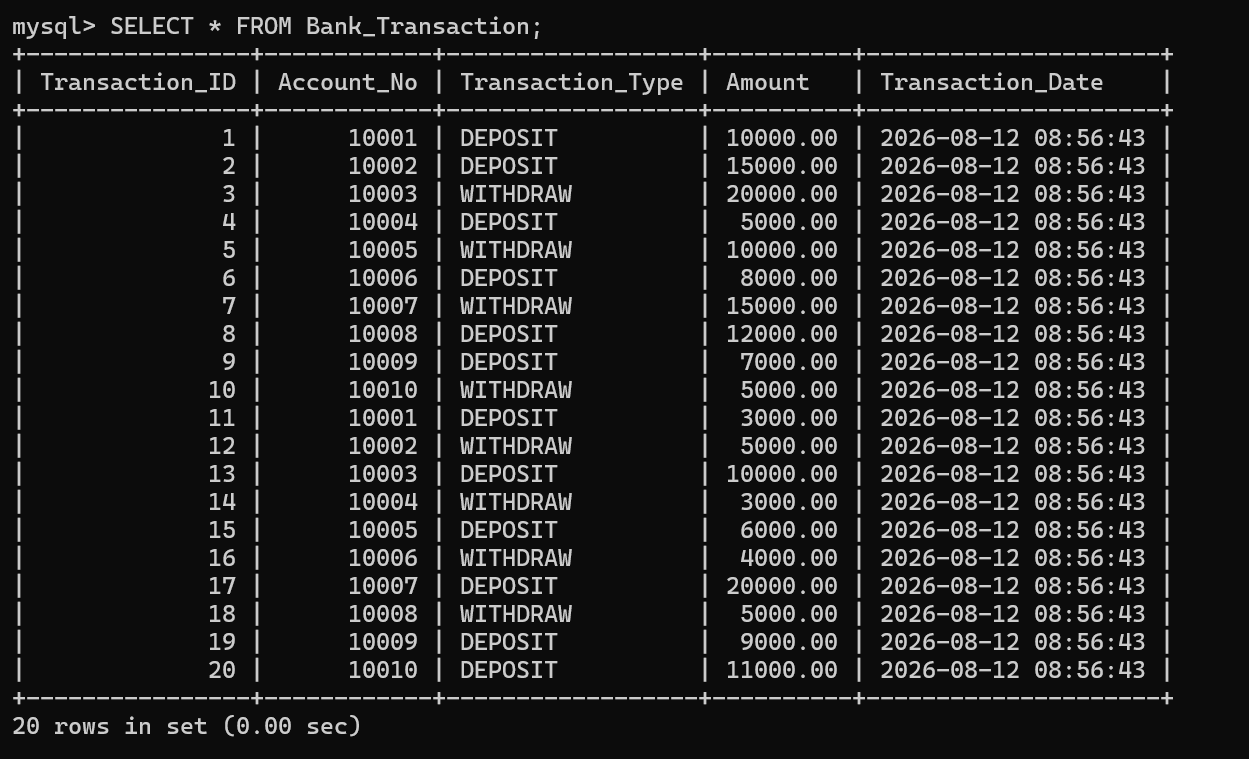 mysql> SELECT * FROM Bank_Transaction;
+----------------+------------+------------------+----------+---------------------+
| Transaction_ID | Account_No | Transaction_Type | Amount   | Transaction_Date    |
+----------------+------------+------------------+----------+---------------------+
|              1 |      10001 | DEPOSIT          | 10000.00 | 2026-08-12 08:56:43 |
|              2 |      10002 | DEPOSIT          | 15000.00 | 2026-08-12 08:56:43 |
|              3 |      10003 | WITHDRAW         | 20000.00 | 2026-08-12 08:56:43 |
|              4 |      10004 | DEPOSIT          |  5000.00 | 2026-08-12 08:56:43 |
|              5 |      10005 | WITHDRAW         | 10000.00 | 2026-08-12 08:56:43 |
|              6 |      10006 | DEPOSIT          |  8000.00 | 2026-08-12 08:56:43 |
|              7 |      10007 | WITHDRAW         | 15000.00 | 2026-08-12 08:56:43 |
|              8 |      10008 | DEPOSIT          | 12000.00 | 2026-08-12 08:56:43 |
|              9 |      10009 | DEPOSIT          |  7000.00 | 2026-08-12 08:56:43 |
|             10 |      10010 | WITHDRAW         |  5000.00 | 2026-08-12 08:56:43 |
|             11 |      10001 | DEPOSIT          |  3000.00 | 2026-08-12 08:56:43 |
|             12 |      10002 | WITHDRAW         |  5000.00 | 2026-08-12 08:56:43 |
|             13 |      10003 | DEPOSIT          | 10000.00 | 2026-08-12 08:56:43 |
|             14 |      10004 | WITHDRAW         |  3000.00 | 2026-08-12 08:56:43 |
|             15 |      10005 | DEPOSIT          |  6000.00 | 2026-08-12 08:56:43 |
|             16 |      10006 | WITHDRAW         |  4000.00 | 2026-08-12 08:56:43 |
|             17 |      10007 | DEPOSIT          | 20000.00 | 2026-08-12 08:56:43 |
|             18 |      10008 | WITHDRAW         |  5000.00 | 2026-08-12 08:56:43 |
|             19 |      10009 | DEPOSIT          |  9000.00 | 2026-08-12 08:56:43 |
|             20 |      10010 | DEPOSIT          | 11000.00 | 2026-08-12 08:56:43 |
+----------------+------------+------------------+----------+---------------------+
20 rows in set (0.00 sec)